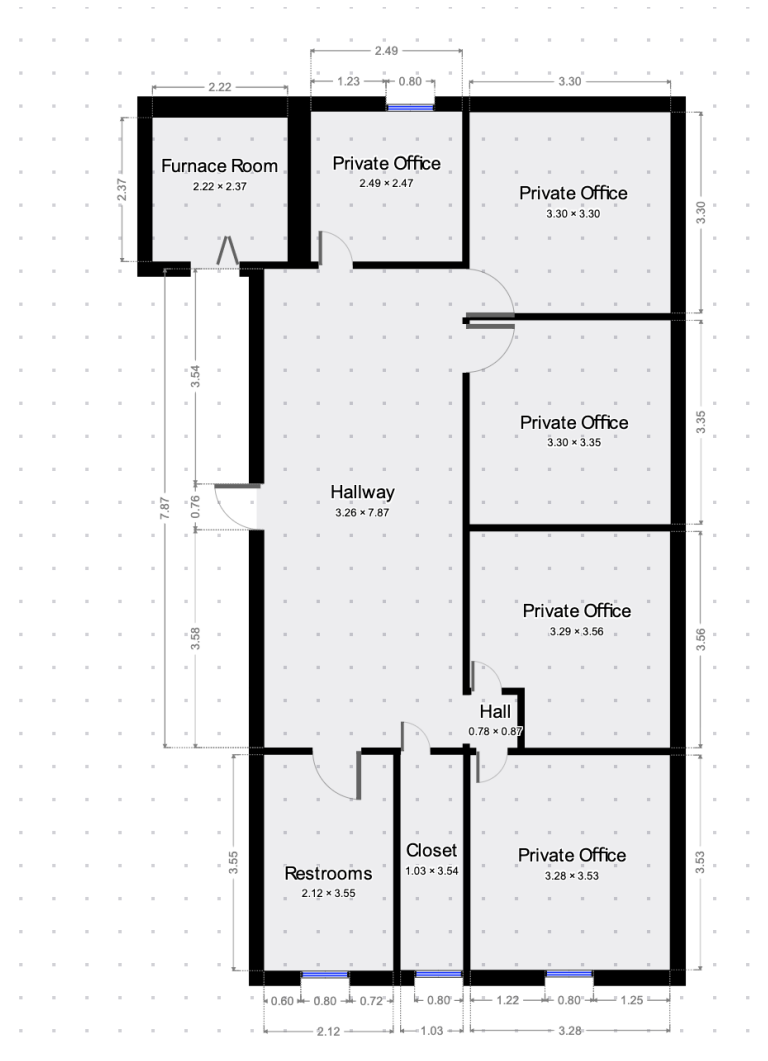 2.49
1.23
0.80
3.30
2.22
Furnace Room
2.22 × 2.37
2.37
Private Office
2.49 × 2.47
Private Office
3.30 × 3.30
3.30
3.54
Private Office
3.30 × 3.35
3.35
Hallway
3.26 × 7.87
7.87
0.76
3.58
Private Office
3.29 × 3.56
3.56
Hall
0.78 × 0.87
3.55
Restrooms
2.12 × 3.55
Closet
1.03 × 3.54
Private Office
3.28 × 3.53
3.53
0.60
0.80
0.72
0.80
1.22
0.80
1.25
2.12
1.03
3.28